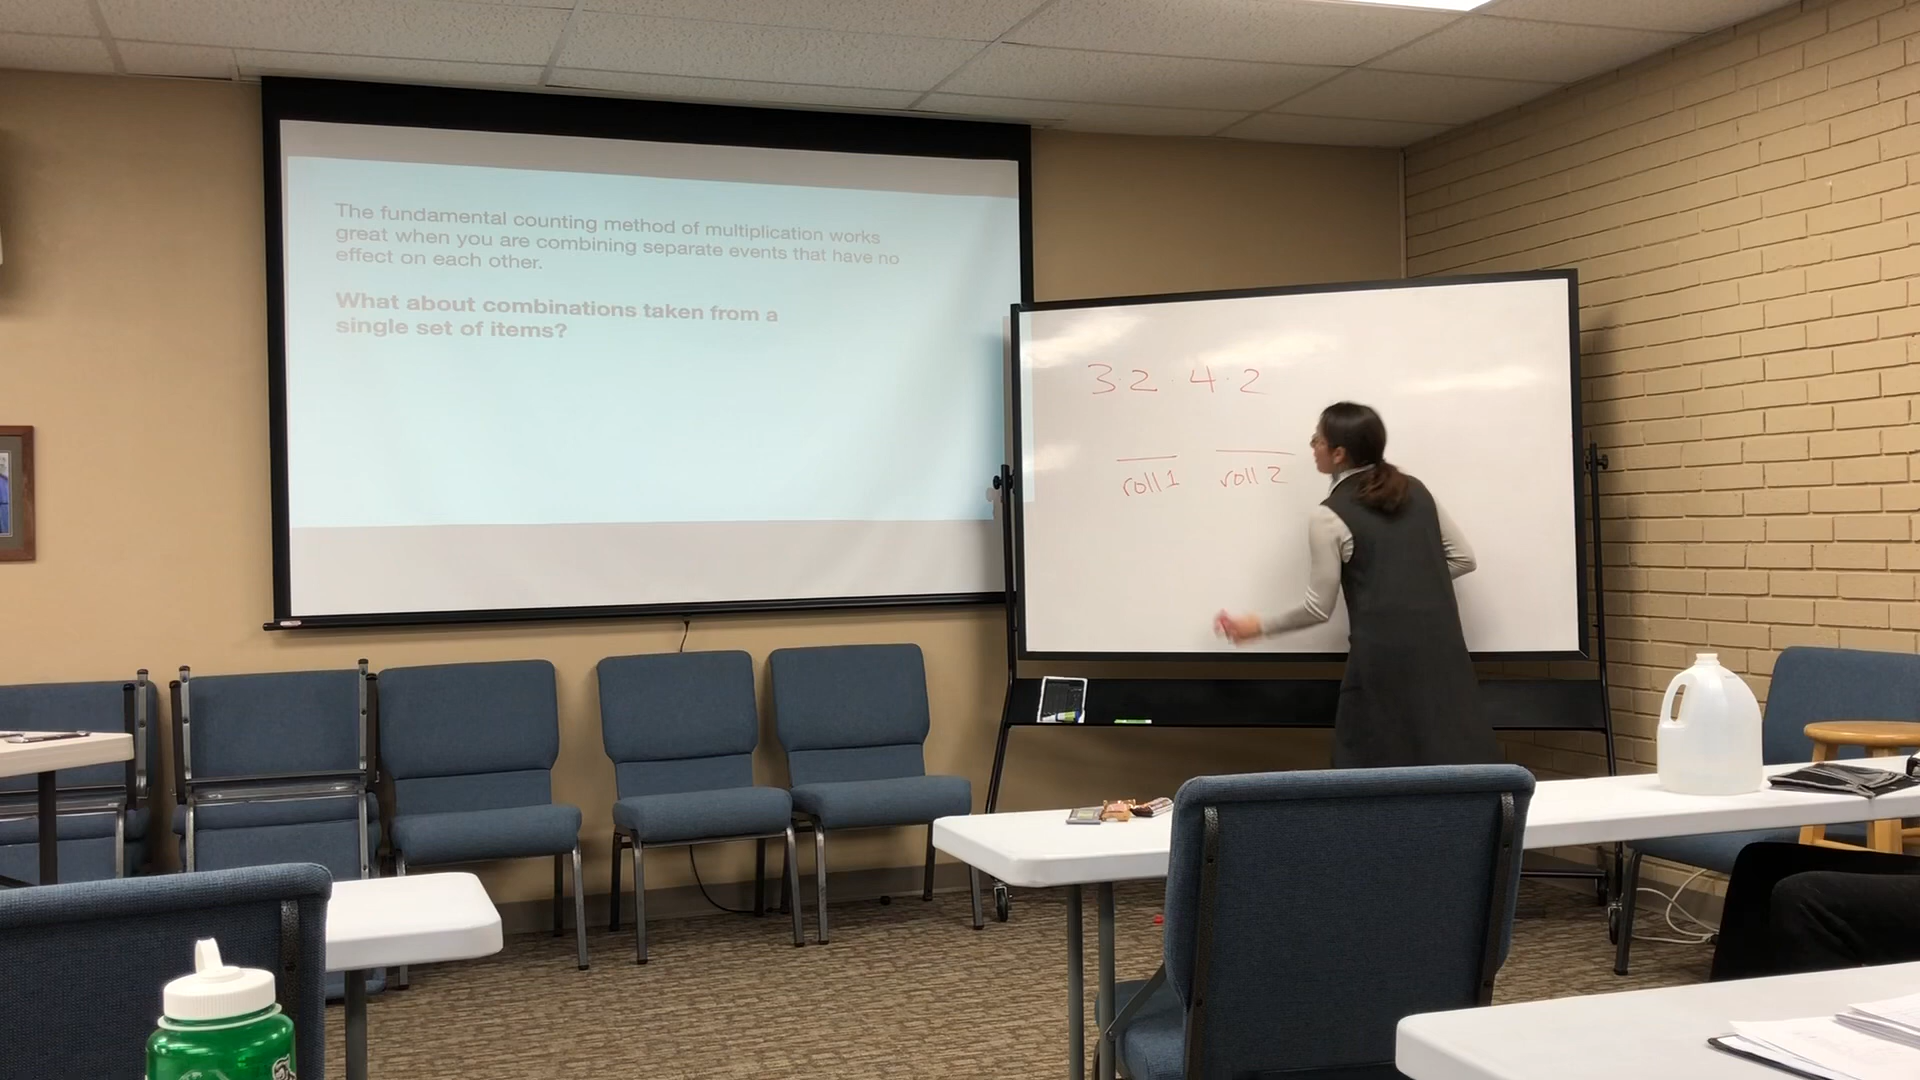 The fundamental counting method of multiplication works
great when you are combining separate events that have no
effect on each other.
What about combinations taken from a
single set of items?
3·2·4·2
roll 1 roll 2